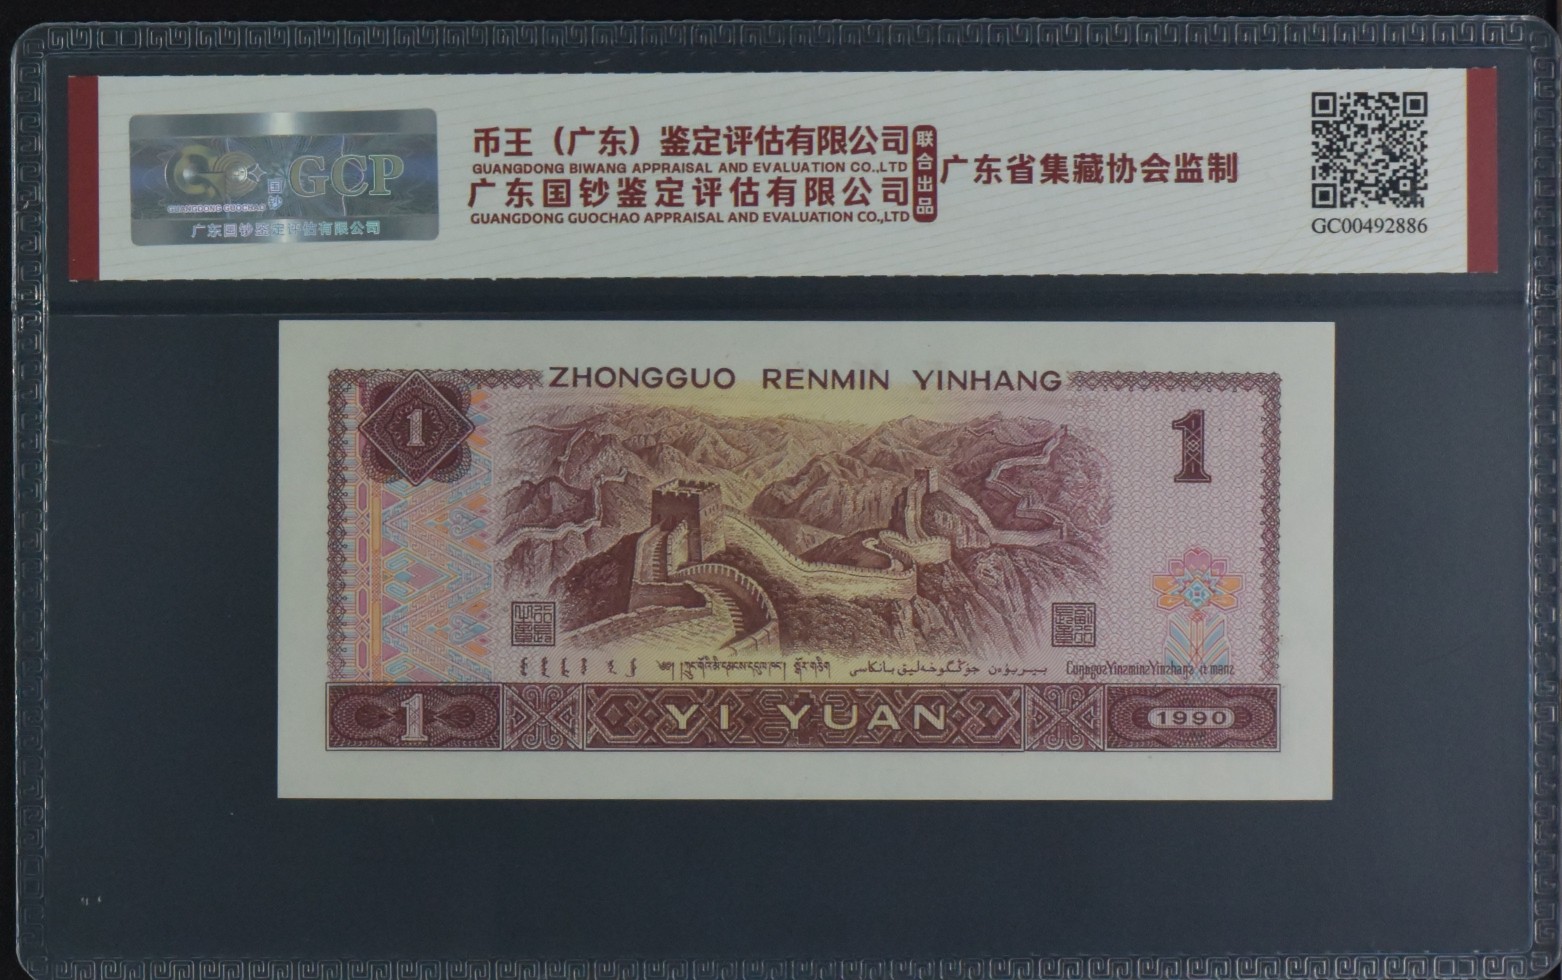 GCP
国钞
GUANGDONG GUOCHAO
广东国钞鉴定评估有限公司
币王（广东）鉴定评估有限公司
GUANGDONG BIWANG APPRAISAL AND EVALUATION CO.,LTD
广东国钞鉴定评估有限公司
GUANGDONG GUOCHAO APPRAISAL AND EVALUATION CO.,LTD
联合出品
广东省集藏协会监制
GC00492886
ZHONGGUO RENMIN YINHANG
1
1
1
YI YUAN
1990